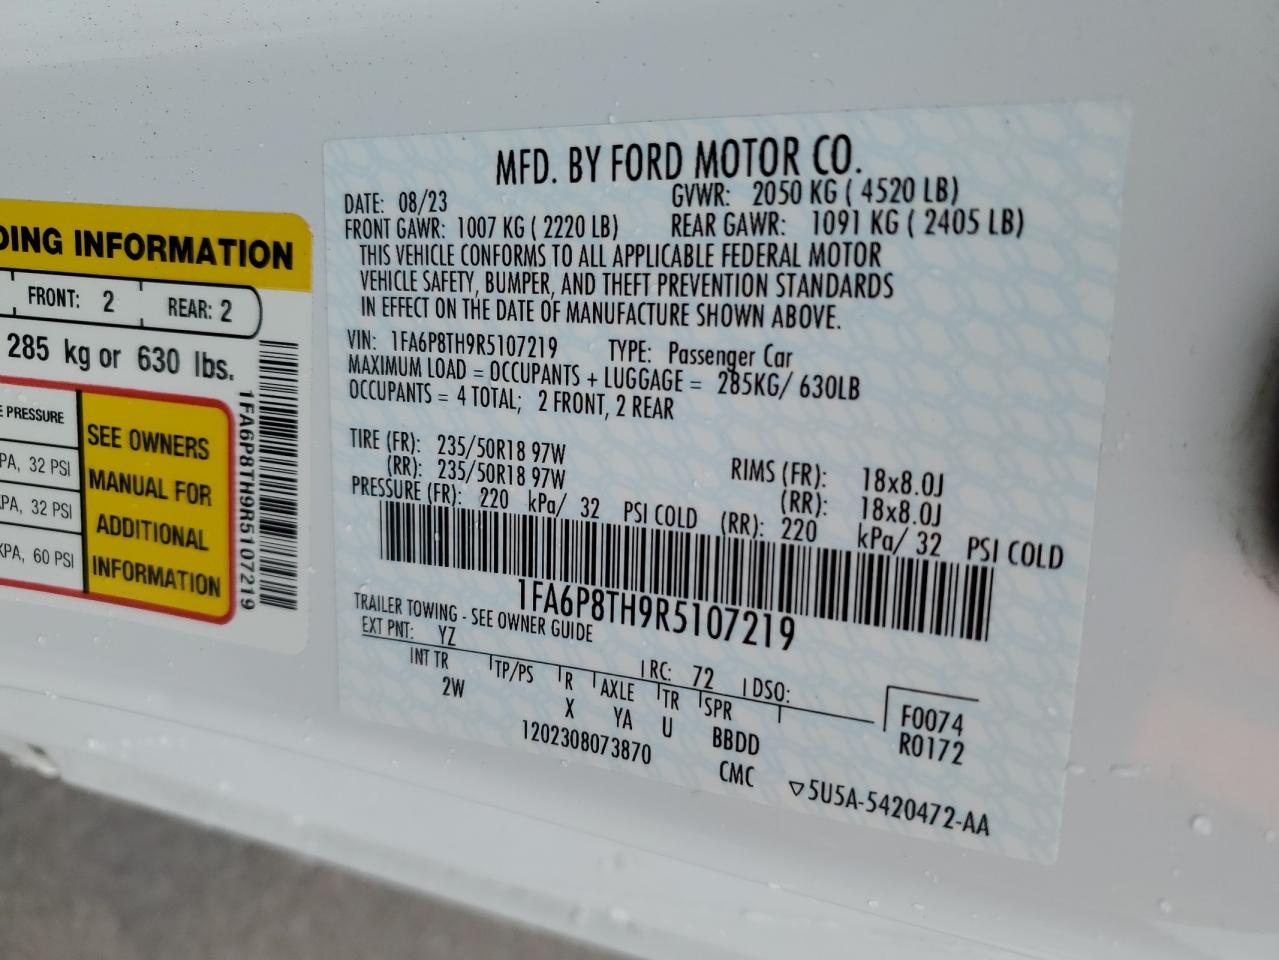 DING INFORMATION
FRONT: 2 REAR: 2
285 kg or 630 lbs.
E PRESSURE
PA, 32 PSI
KPA, 32 PSI
KPA, 60 PSI
SEE OWNERS
MANUAL FOR
ADDITIONAL
INFORMATION
1FA6P8TH9R5107219
MFD. BY FORD MOTOR CO.
DATE: 08/23 GVWR: 2050 KG ( 4520 LB)
FRONT GAWR: 1007 KG ( 2220 LB) REAR GAWR: 1091 KG ( 2405 LB)
THIS VEHICLE CONFORMS TO ALL APPLICABLE FEDERAL MOTOR
VEHICLE SAFETY, BUMPER, AND THEFT PREVENTION STANDARDS
IN EFFECT ON THE DATE OF MANUFACTURE SHOWN ABOVE.
VIN: 1FA6P8TH9R5107219 TYPE: Passenger Car
MAXIMUM LOAD = OCCUPANTS + LUGGAGE = 285KG/ 630LB
OCCUPANTS = 4 TOTAL; 2 FRONT, 2 REAR
TIRE (FR): 235/50R18 97W RIMS (FR): 18x8.0J
(RR): 235/50R18 97W (RR): 18x8.0J
PRESSURE (FR): 220 kPa/ 32 PSI COLD (RR): 220 kPa/ 32 PSI COLD
1FA6P8TH9R5107219
TRAILER TOWING - SEE OWNER GUIDE
EXT PNT: YZ RC: 72 DSO:
INT TR TP/PS R AXLE TR SPR F0074
2W X YA U BBDD R0172
1202308073870 CMC ▽5U5A-5420472-AA